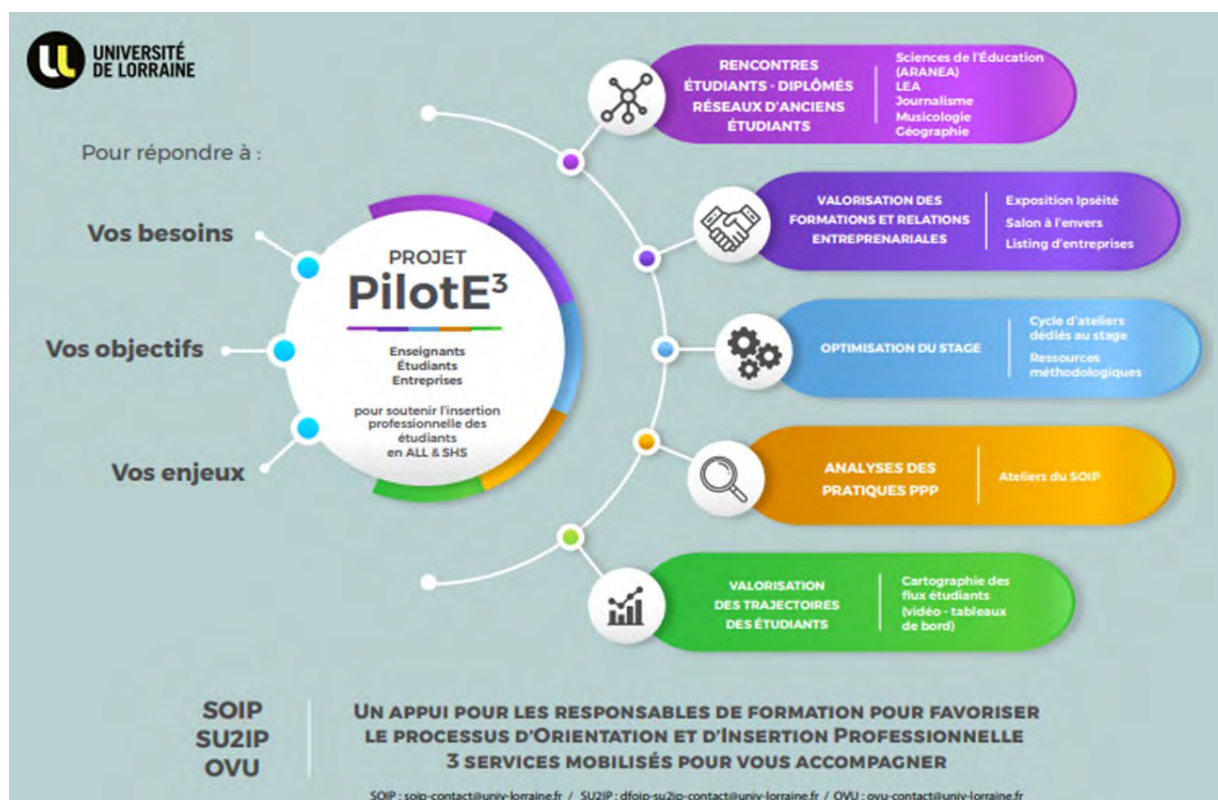 UNIVERSITÉ
DE LORRAINE
Pour répondre à :
Vos besoins
Vos objectifs
Vos enjeux
PROJET
PilotE³
Enseignants
Étudiants
Entreprises
pour soutenir l'insertion
professionnelle des
étudiants
en ALL & SHS
RENCONTRES
ÉTUDIANTS - DIPLÔMÉS
RÉSEAUX D'ANCIENS
ÉTUDIANTS
Sciences de l'Éducation
(ARANEA)
LEA
Journalisme
Musicologie
Géographie
VALORISATION DES
FORMATIONS ET RELATIONS
ENTREPRENARIALES
Exposition Ipséité
Salon à l'envers
Listing d'entreprises
OPTIMISATION DU STAGE
Cycle d'ateliers
dédiés au stage
Ressources
méthodologiques
ANALYSES DES
PRATIQUES PPP
Ateliers du SOIP
VALORISATION
DES TRAJECTOIRES
DES ÉTUDIANTS
Cartographie des
flux étudiants
(vidéo - tableaux
de bord)
SOIP
SU2IP
OVU
UN APPUI POUR LES RESPONSABLES DE FORMATION POUR FAVORISER
LE PROCESSUS D'ORIENTATION ET D'INSERTION PROFESSIONNELLE
3 SERVICES MOBILISÉS POUR VOUS ACCOMPAGNER
SOIP : soip-contact@univ-lorraine.fr / SU2IP : dfoip-su2ip-contact@univ-lorraine.fr / OVU : ovu-contact@univ-lorraine.fr